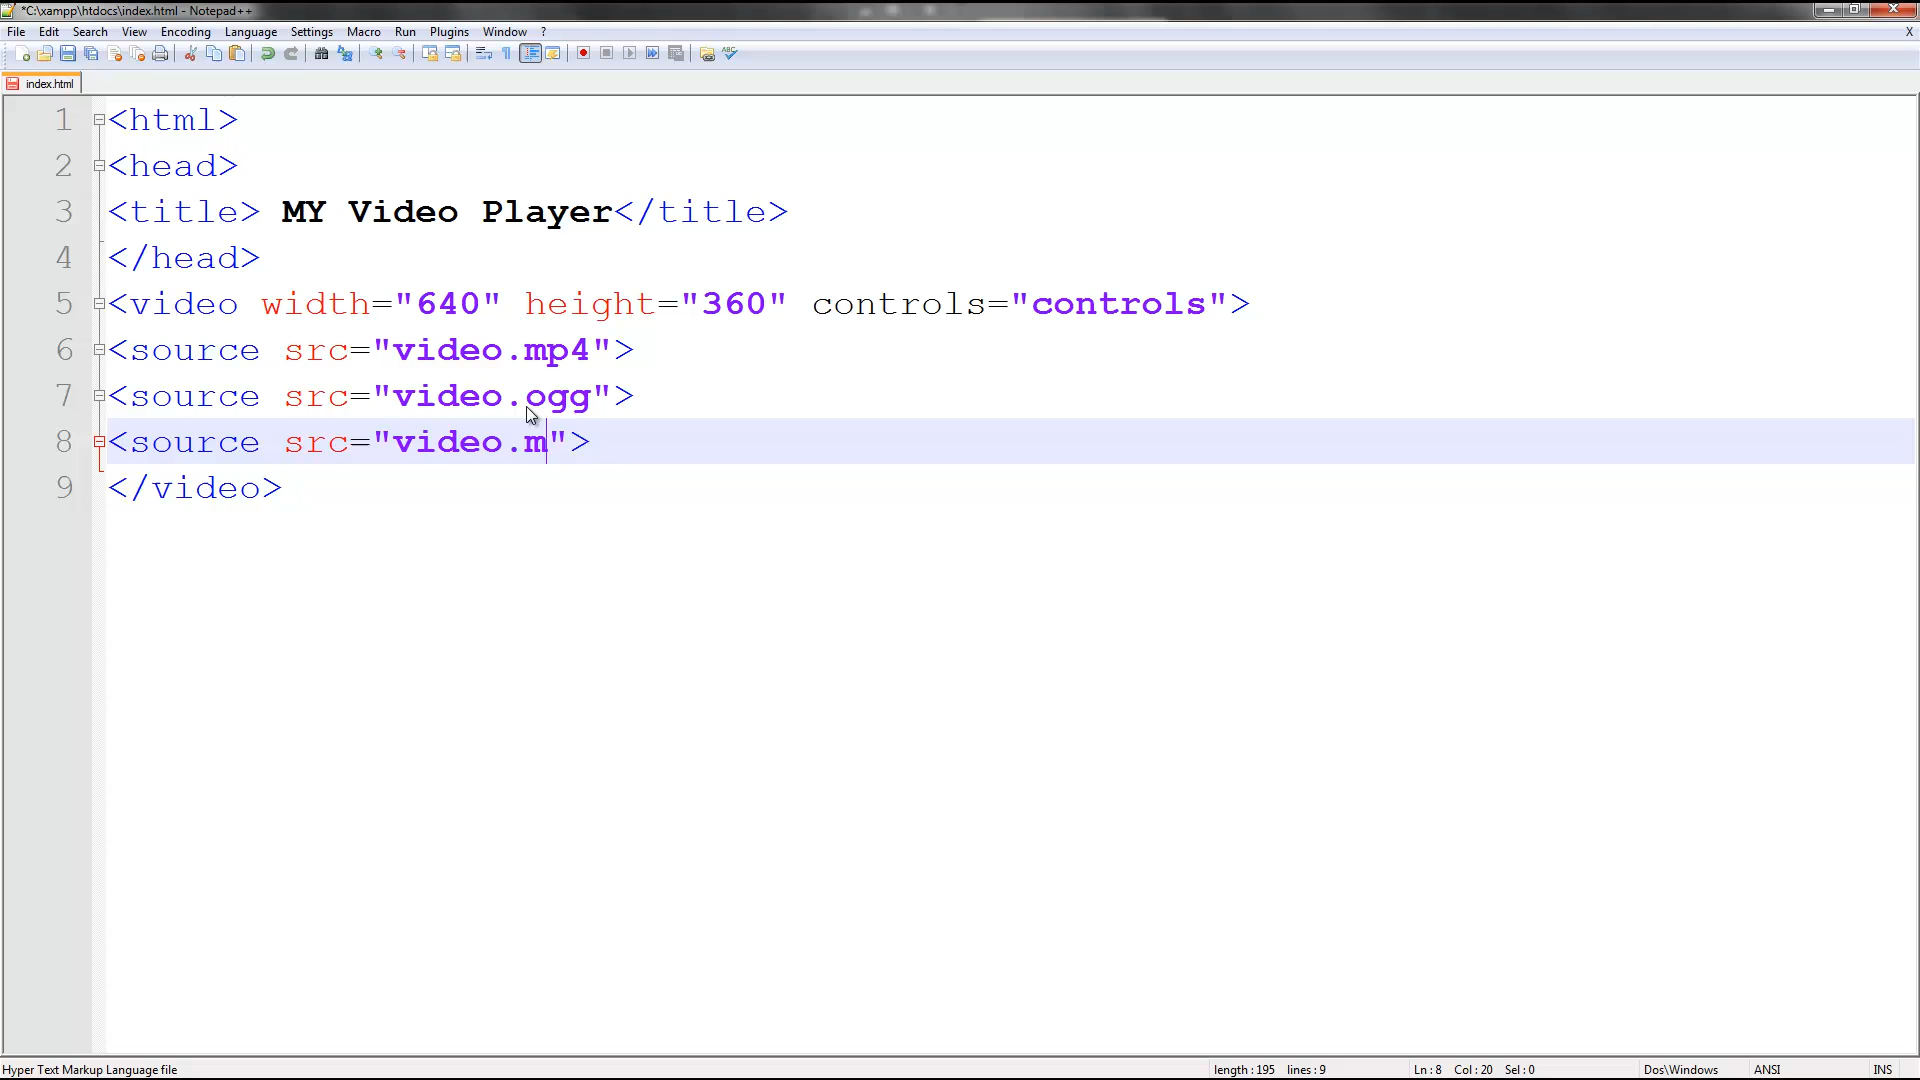 *C:\xampp\htdocs\index.html - Notepad++
File Edit Search View Encoding Language Settings Macro Run Plugins Window ? X
index.html
1 <html>
2 <head>
3 <title> MY Video Player</title>
4 </head>
5 <video width="640" height="360" controls="controls">
6 <source src="video.mp4">
7 <source src="video.ogg">
8 <source src="video.m">
9 </video>
Hyper Text Markup Language file length : 195 lines : 9 Ln : 8 Col : 20 Sel : 0 Dos\Windows ANSI INS